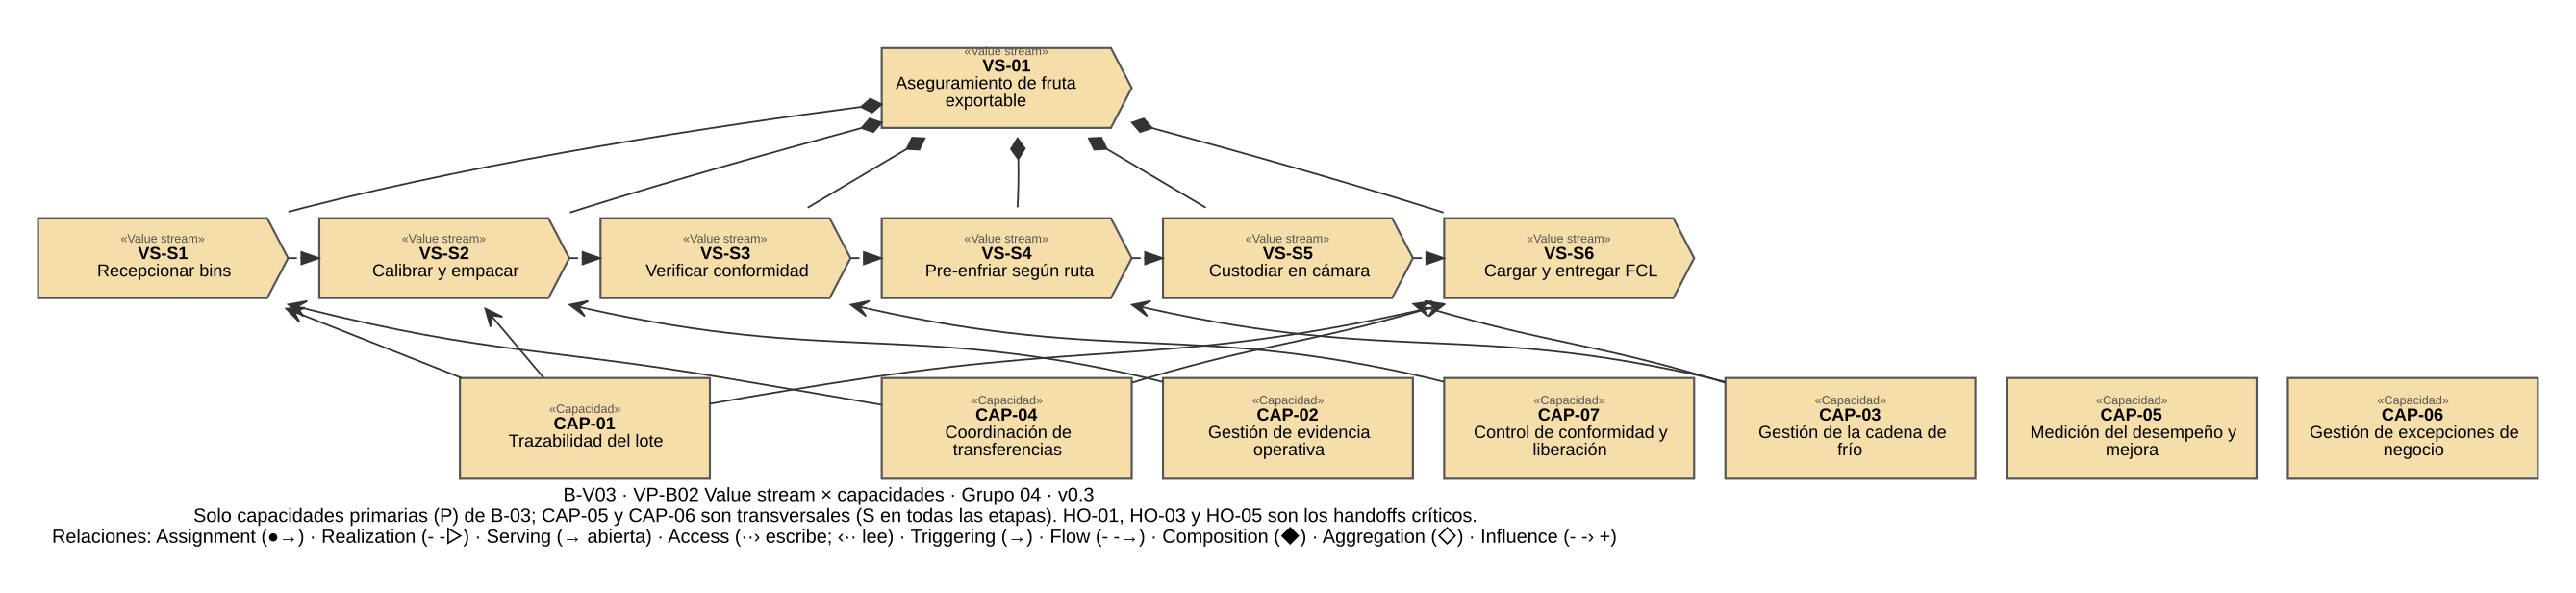 «Value stream»
VS-01
Aseguramiento de fruta
exportable
«Value stream»
VS-S1
Recepcionar bins
«Value stream»
VS-S2
Calibrar y empacar
«Value stream»
VS-S3
Verificar conformidad
«Value stream»
VS-S4
Pre-enfriar según ruta
«Value stream»
VS-S5
Custodiar en cámara
«Value stream»
VS-S6
Cargar y entregar FCL
«Capacidad»
CAP-01
Trazabilidad del lote
«Capacidad»
CAP-04
Coordinación de
transferencias
«Capacidad»
CAP-02
Gestión de evidencia
operativa
«Capacidad»
CAP-07
Control de conformidad y
liberación
«Capacidad»
CAP-03
Gestión de la cadena de
frío
«Capacidad»
CAP-05
Medición del desempeño y
mejora
«Capacidad»
CAP-06
Gestión de excepciones de
negocio
B-V03 · VP-B02 Value stream × capacidades · Grupo 04 · v0.3
Solo capacidades primarias (P) de B-03; CAP-05 y CAP-06 son transversales (S en todas las etapas). HO-01, HO-03 y HO-05 son los handoffs críticos.
Relaciones: Assignment (●→) · Realization (- -▷) · Serving (→ abierta) · Access (··› escribe; ‹·· lee) · Triggering (→) · Flow (- -→) · Composition (◆) · Aggregation (◇) · Influence (- -› +)